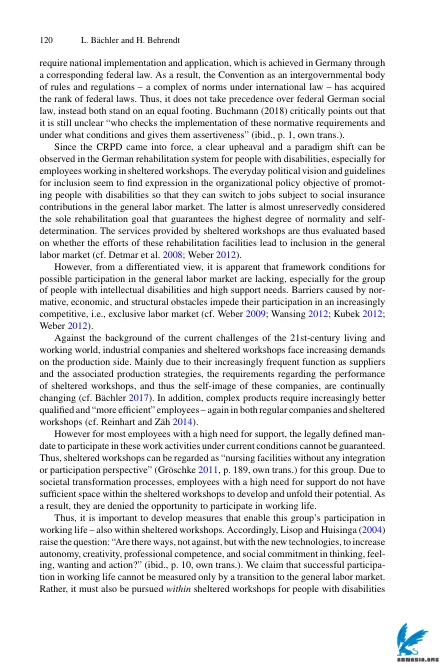 120 L. Bächler and H. Behrendt
require national implementation and application, which is achieved in Germany through
a corresponding federal law. As a result, the Convention as an intergovernmental body
of rules and regulations – a complex of norms under international law – has acquired
the rank of federal laws. Thus, it does not take precedence over federal German social
law, instead both stand on an equal footing. Buchmann (2018) critically points out that
it is still unclear “who checks the implementation of these normative requirements and
under what conditions and gives them assertiveness” (ibid., p. 1, own trans.).
Since the CRPD came into force, a clear upheaval and a paradigm shift can be
observed in the German rehabilitation system for people with disabilities, especially for
employees working in sheltered workshops. The everyday political vision and guidelines
for inclusion seem to find expression in the organizational policy objective of promot-
ing people with disabilities so that they can switch to jobs subject to social insurance
contributions in the general labor market. The latter is almost unreservedly considered
the sole rehabilitation goal that guarantees the highest degree of normality and self-
determination. The services provided by sheltered workshops are thus evaluated based
on whether the efforts of these rehabilitation facilities lead to inclusion in the general
labor market (cf. Detmar et al. 2008; Weber 2012).
However, from a differentiated view, it is apparent that framework conditions for
possible participation in the general labor market are lacking, especially for the group
of people with intellectual disabilities and high support needs. Barriers caused by nor-
mative, economic, and structural obstacles impede their participation in an increasingly
competitive, i.e., exclusive labor market (cf. Weber 2009; Wansing 2012; Kubek 2012;
Weber 2012).
Against the background of the current challenges of the 21st-century living and
working world, industrial companies and sheltered workshops face increasing demands
on the production side. Mainly due to their increasingly frequent function as suppliers
and the associated production strategies, the requirements regarding the performance
of sheltered workshops, and thus the self-image of these companies, are continually
changing (cf. Bächler 2017). In addition, complex products require increasingly better
qualified and “more efficient” employees – again in both regular companies and sheltered
workshops (cf. Reinhart and Zäh 2014).
However for most employees with a high need for support, the legally defined man-
date to participate in these work activities under current conditions cannot be guaranteed.
Thus, sheltered workshops can be regarded as “nursing facilities without any integration
or participation perspective” (Gröschke 2011, p. 189, own trans.) for this group. Due to
societal transformation processes, employees with a high need for support do not have
sufficient space within the sheltered workshops to develop and unfold their potential. As
a result, they are denied the opportunity to participate in working life.
Thus, it is important to develop measures that enable this group’s participation in
working life – also within sheltered workshops. Accordingly, Lisop and Huisinga (2004)
raise the question: “Are there ways, not against, but with the new technologies, to increase
autonomy, creativity, professional competence, and social commitment in thinking, feel-
ing, wanting and action?” (ibid., p. 10, own trans.). We claim that successful participa-
tion in working life cannot be measured only by a transition to the general labor market.
Rather, it must also be pursued within sheltered workshops for people with disabilities